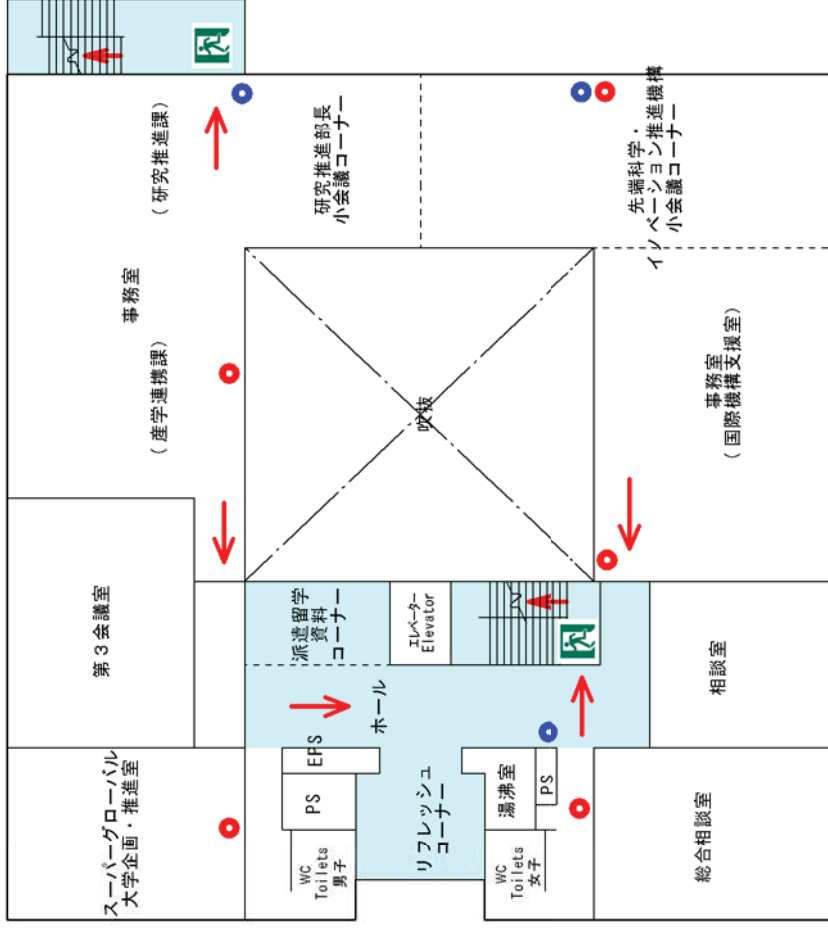 スーパーグローバル
大学企画・推進室
第3会議室
事務室
(産学連携課)
(研究推進課)
WC
Toilets
男子
PS
EPS
派遣留学
資料
コーナー
研究推進部長
小会議コーナー
リフレッシュ
コーナー
ホール
エレベーター
Elevator
吹抜
WC
Toilets
女子
湯沸室
PS
先端科学・
イノベーション推進機構
小会議コーナー
総合相談室
相談室
事務室
(国際機構支援室)